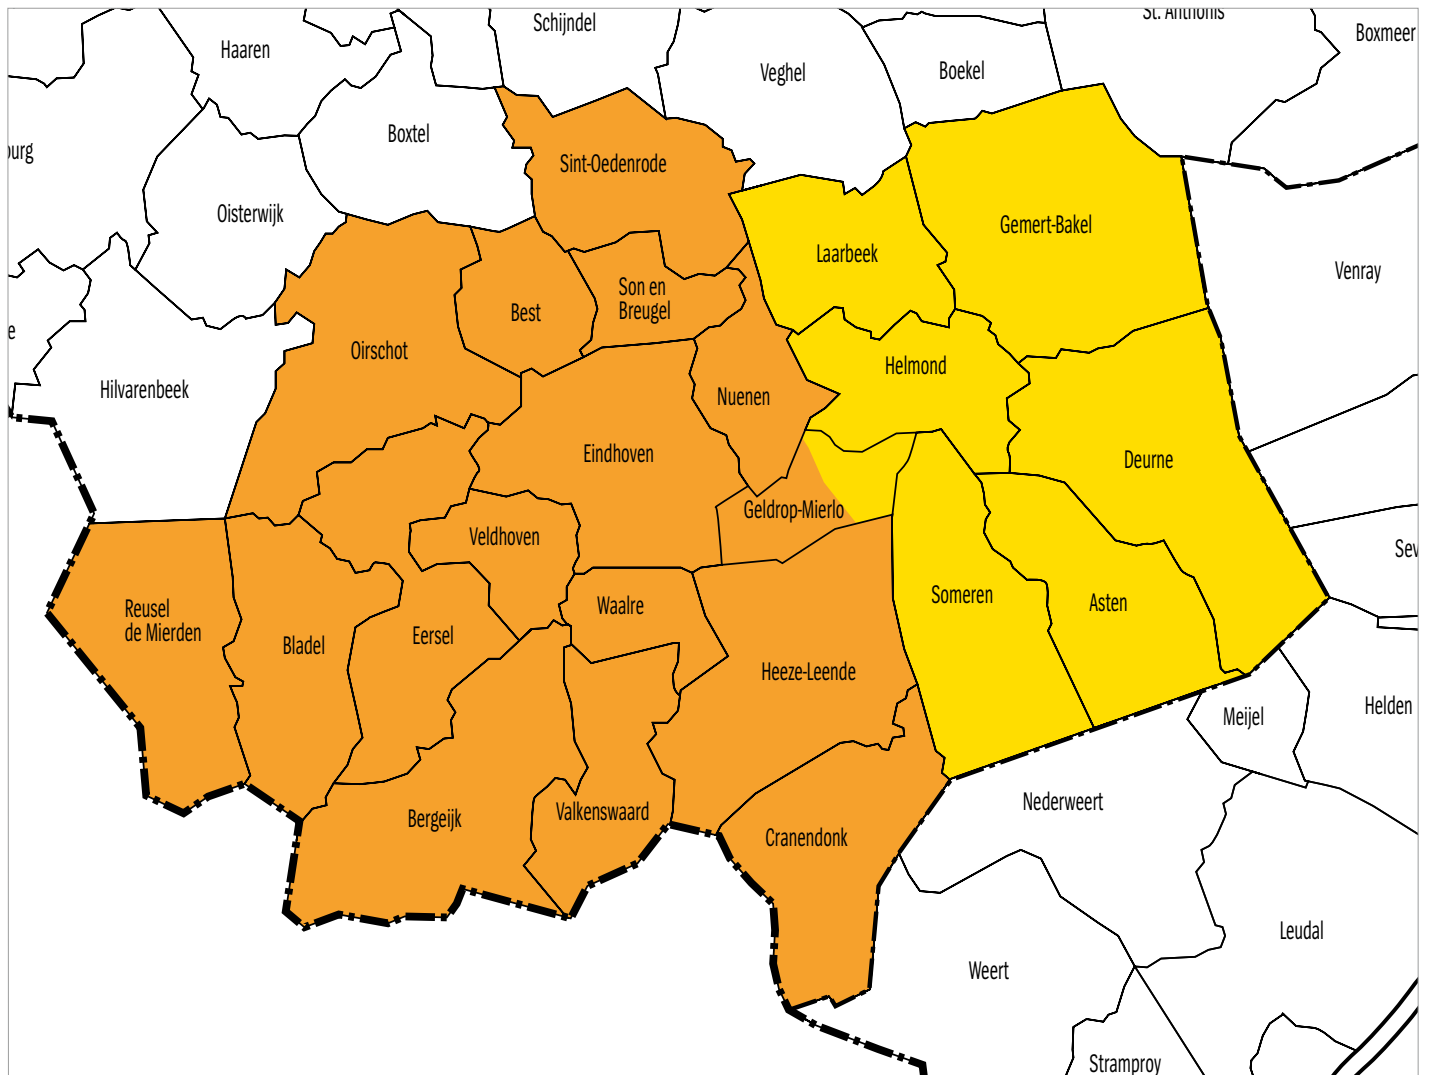 St. Anthonis
Schijndel
Boxmeer
Haaren
Veghel
Boekel
Boxtel
Sint-Oedenrode
Oisterwijk
Gemert-Bakel
Laarbeek
Venray
Son en
Breugel
Best
Oirschot
Helmond
Hilvarenbeek
Nuenen
Eindhoven
Deurne
Geldrop-Mierlo
Veldhoven
Someren
Asten
Waalre
Reusel
de Mierden
Eersel
Bladel
Heeze-Leende
Helden
Meijel
Nederweert
Valkenswaard
Bergeijk
Cranendonk
Leudal
Weert
Stramproy